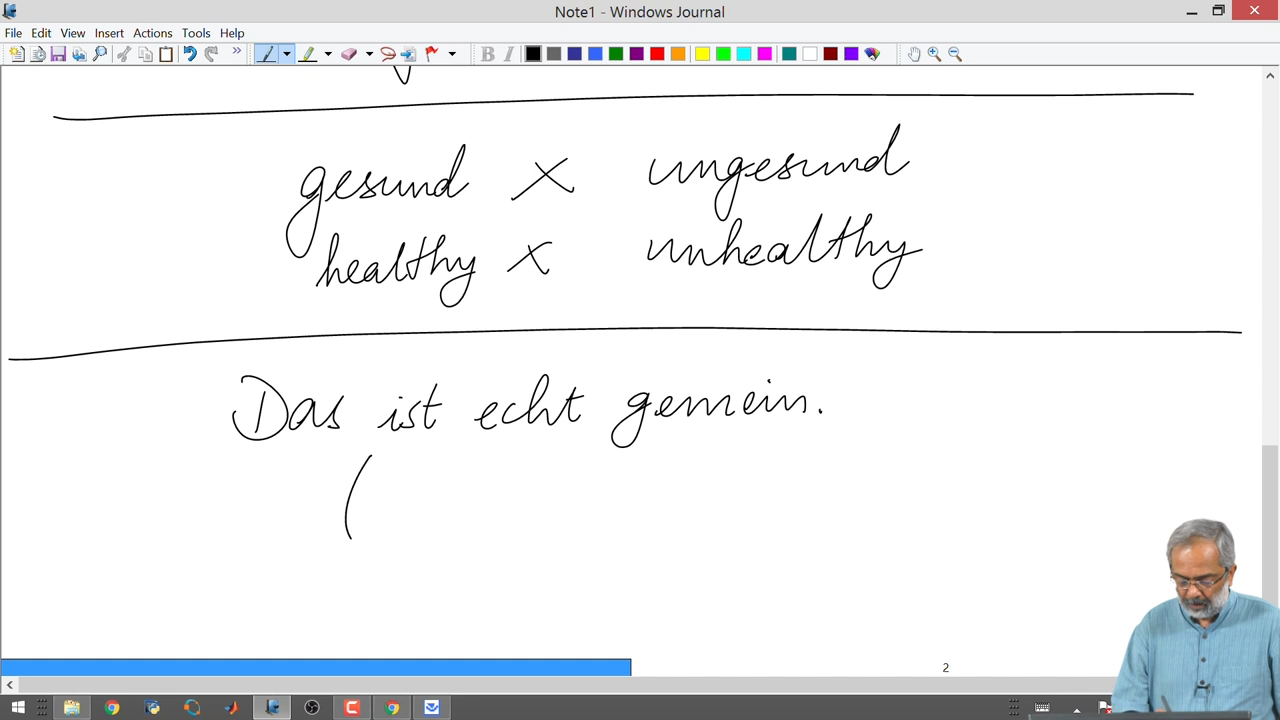 Note1 - Windows Journal
File Edit View Insert Actions Tools Help
B I
gesund X ungesund
healthy X unhealthy
Das ist echt gemein.
(
2